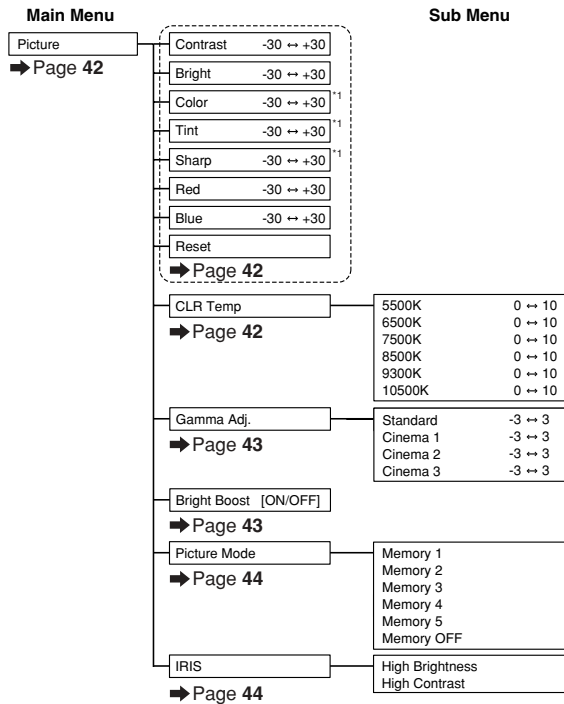 Main Menu Sub Menu
Picture
➡ Page 42
Contrast -30 ↔ +30
Bright -30 ↔ +30
Color -30 ↔ +30 *1
Tint -30 ↔ +30 *1
Sharp -30 ↔ +30 *1
Red -30 ↔ +30
Blue -30 ↔ +30
Reset
➡ Page 42
CLR Temp
➡ Page 42
5500K 0 ↔ 10
6500K 0 ↔ 10
7500K 0 ↔ 10
8500K 0 ↔ 10
9300K 0 ↔ 10
10500K 0 ↔ 10
Gamma Adj.
➡ Page 43
Standard -3 ↔ 3
Cinema 1 -3 ↔ 3
Cinema 2 -3 ↔ 3
Cinema 3 -3 ↔ 3
Bright Boost [ON/OFF]
➡ Page 43
Picture Mode
➡ Page 44
Memory 1
Memory 2
Memory 3
Memory 4
Memory 5
Memory OFF
IRIS
➡ Page 44
High Brightness
High Contrast